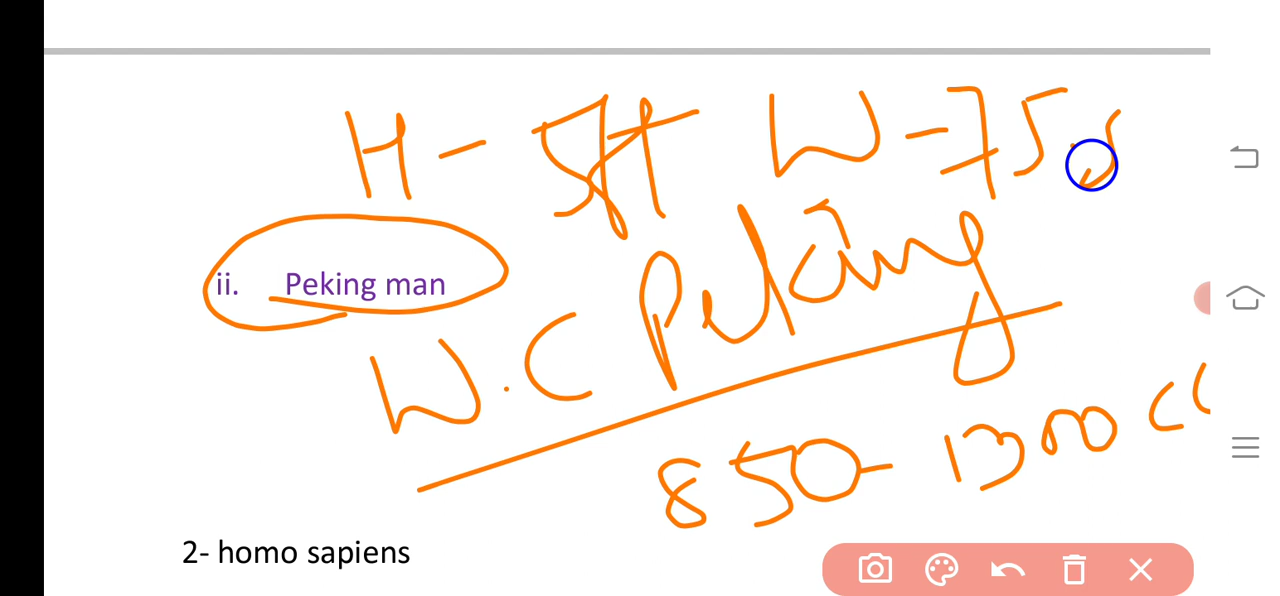 H - 5ft W - 75
ii. Peking man
W.C Peking
850 - 1300 CC
2- homo sapiens